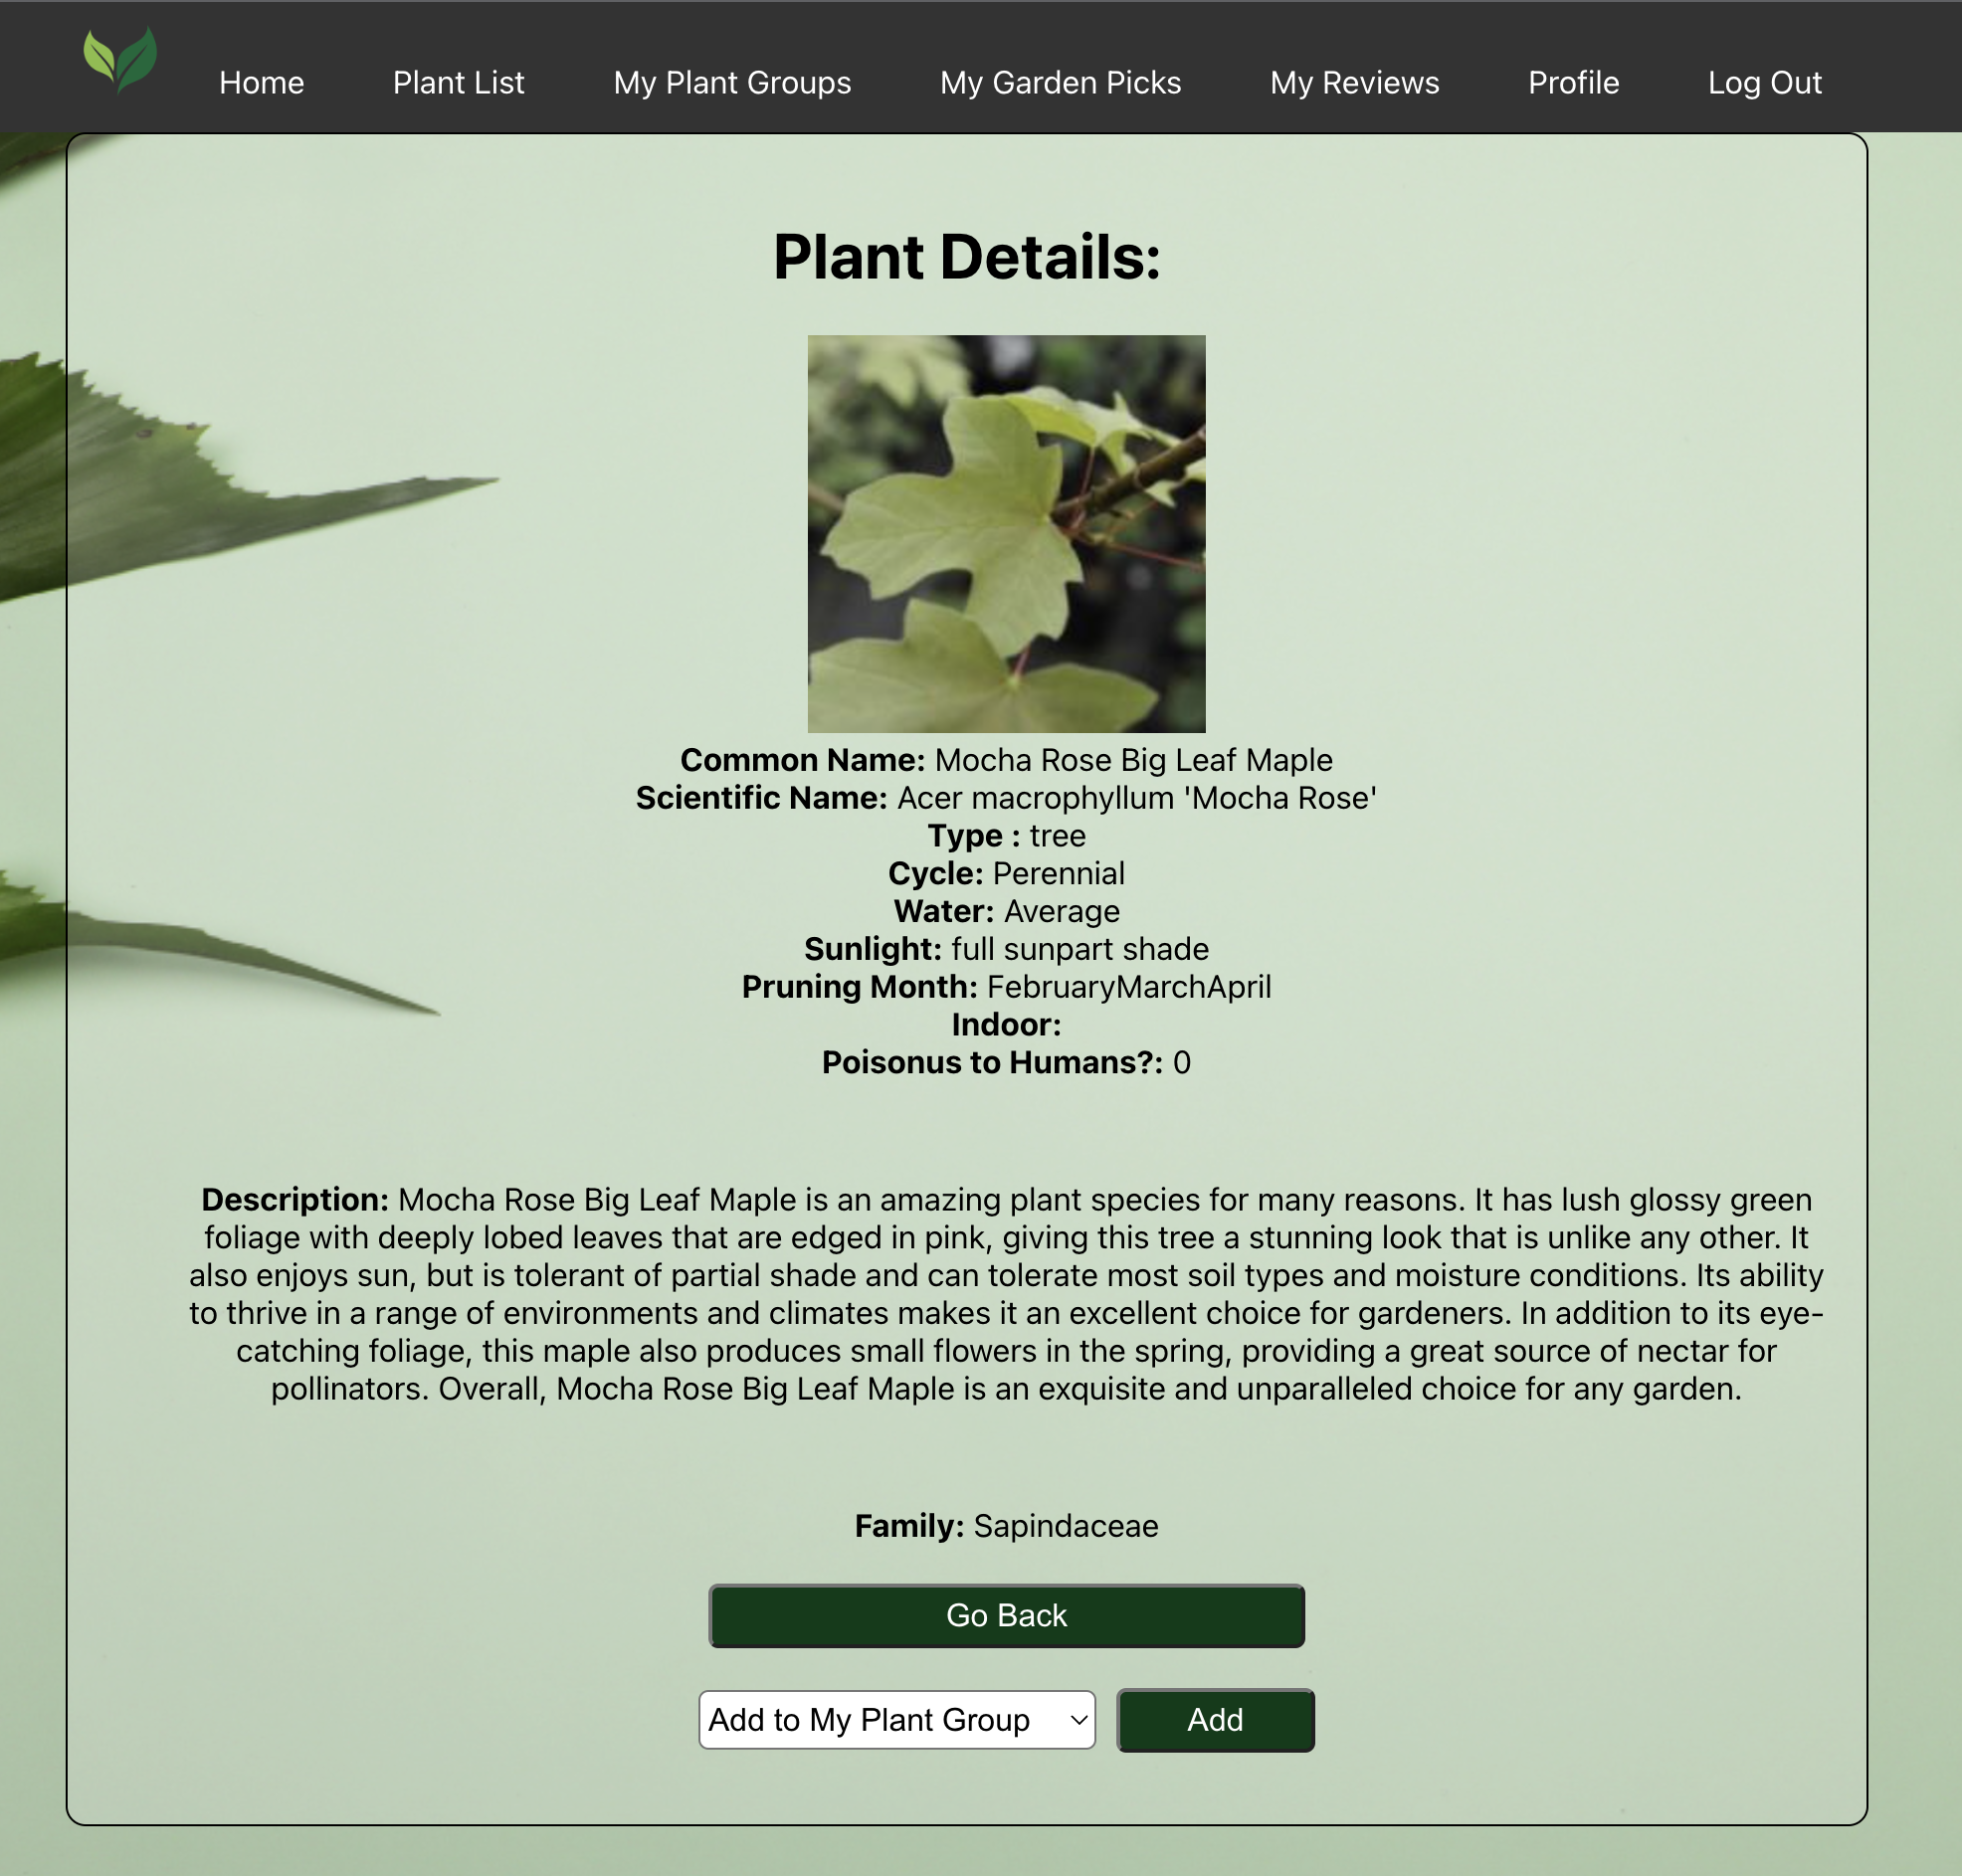 Home Plant List My Plant Groups My Garden Picks My Reviews Profile Log Out
Plant Details:
Common Name: Mocha Rose Big Leaf Maple
Scientific Name: Acer macrophyllum 'Mocha Rose'
Type : tree
Cycle: Perennial
Water: Average
Sunlight: full sunpart shade
Pruning Month: FebruaryMarchApril
Indoor:
Poisonus to Humans?: 0
Description: Mocha Rose Big Leaf Maple is an amazing plant species for many reasons. It has lush glossy green
foliage with deeply lobed leaves that are edged in pink, giving this tree a stunning look that is unlike any other. It
also enjoys sun, but is tolerant of partial shade and can tolerate most soil types and moisture conditions. Its ability
to thrive in a range of environments and climates makes it an excellent choice for gardeners. In addition to its eye-
catching foliage, this maple also produces small flowers in the spring, providing a great source of nectar for
pollinators. Overall, Mocha Rose Big Leaf Maple is an exquisite and unparalleled choice for any garden.
Family: Sapindaceae
Go Back
Add to My Plant Group Add